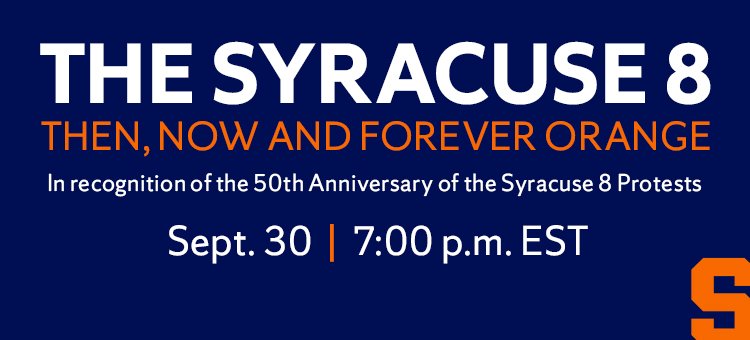 THE SYRACUSE 8
THEN, NOW AND FOREVER ORANGE
In recognition of the 50th Anniversary of the Syracuse 8 Protests
Sept. 30 | 7:00 p.m. EST
S